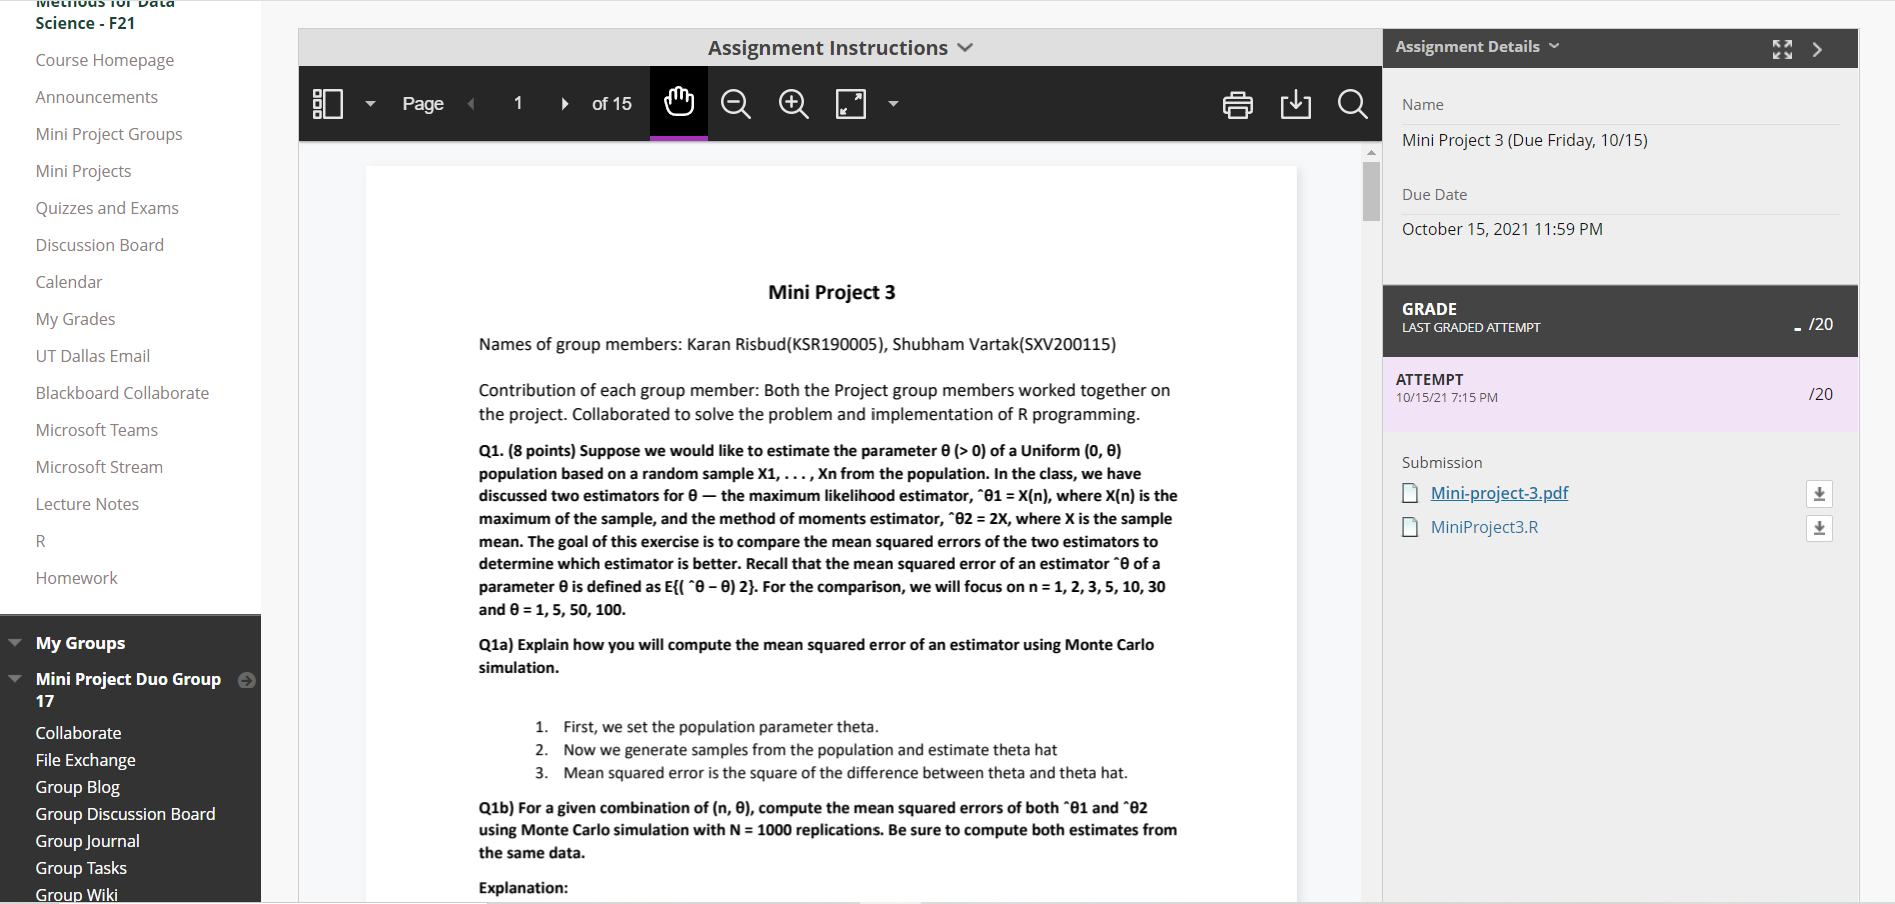 Methods for Data
Science - F21
Course Homepage
Announcements
Mini Project Groups
Mini Projects
Quizzes and Exams
Discussion Board
Calendar
My Grades
UT Dallas Email
Blackboard Collaborate
Microsoft Teams
Microsoft Stream
Lecture Notes
R
Homework
My Groups
Mini Project Duo Group
17
Collaborate
File Exchange
Group Blog
Group Discussion Board
Group Journal
Group Tasks
Group Wiki
Assignment Instructions
Page 1 of 15
Mini Project 3
Names of group members: Karan Risbud(KSR190005), Shubham Vartak(SXV200115)
Contribution of each group member: Both the Project group members worked together on
the project. Collaborated to solve the problem and implementation of R programming.
Q1. (8 points) Suppose we would like to estimate the parameter θ (> 0) of a Uniform (0, θ)
population based on a random sample X1, . . . , Xn from the population. In the class, we have
discussed two estimators for θ — the maximum likelihood estimator, ˆθ1 = X(n), where X(n) is the
maximum of the sample, and the method of moments estimator, ˆθ2 = 2X, where X is the sample
mean. The goal of this exercise is to compare the mean squared errors of the two estimators to
determine which estimator is better. Recall that the mean squared error of an estimator ˆθ of a
parameter θ is defined as E{( ˆθ − θ) 2}. For the comparison, we will focus on n = 1, 2, 3, 5, 10, 30
and θ = 1, 5, 50, 100.
Q1a) Explain how you will compute the mean squared error of an estimator using Monte Carlo
simulation.
1. First, we set the population parameter theta.
2. Now we generate samples from the population and estimate theta hat
3. Mean squared error is the square of the difference between theta and theta hat.
Q1b) For a given combination of (n, θ), compute the mean squared errors of both ˆθ1 and ˆθ2
using Monte Carlo simulation with N = 1000 replications. Be sure to compute both estimates from
the same data.
Explanation:
Assignment Details
Name
Mini Project 3 (Due Friday, 10/15)
Due Date
October 15, 2021 11:59 PM
GRADE
LAST GRADED ATTEMPT
- /20
ATTEMPT
10/15/21 7:15 PM
/20
Submission
Mini-project-3.pdf
MiniProject3.R